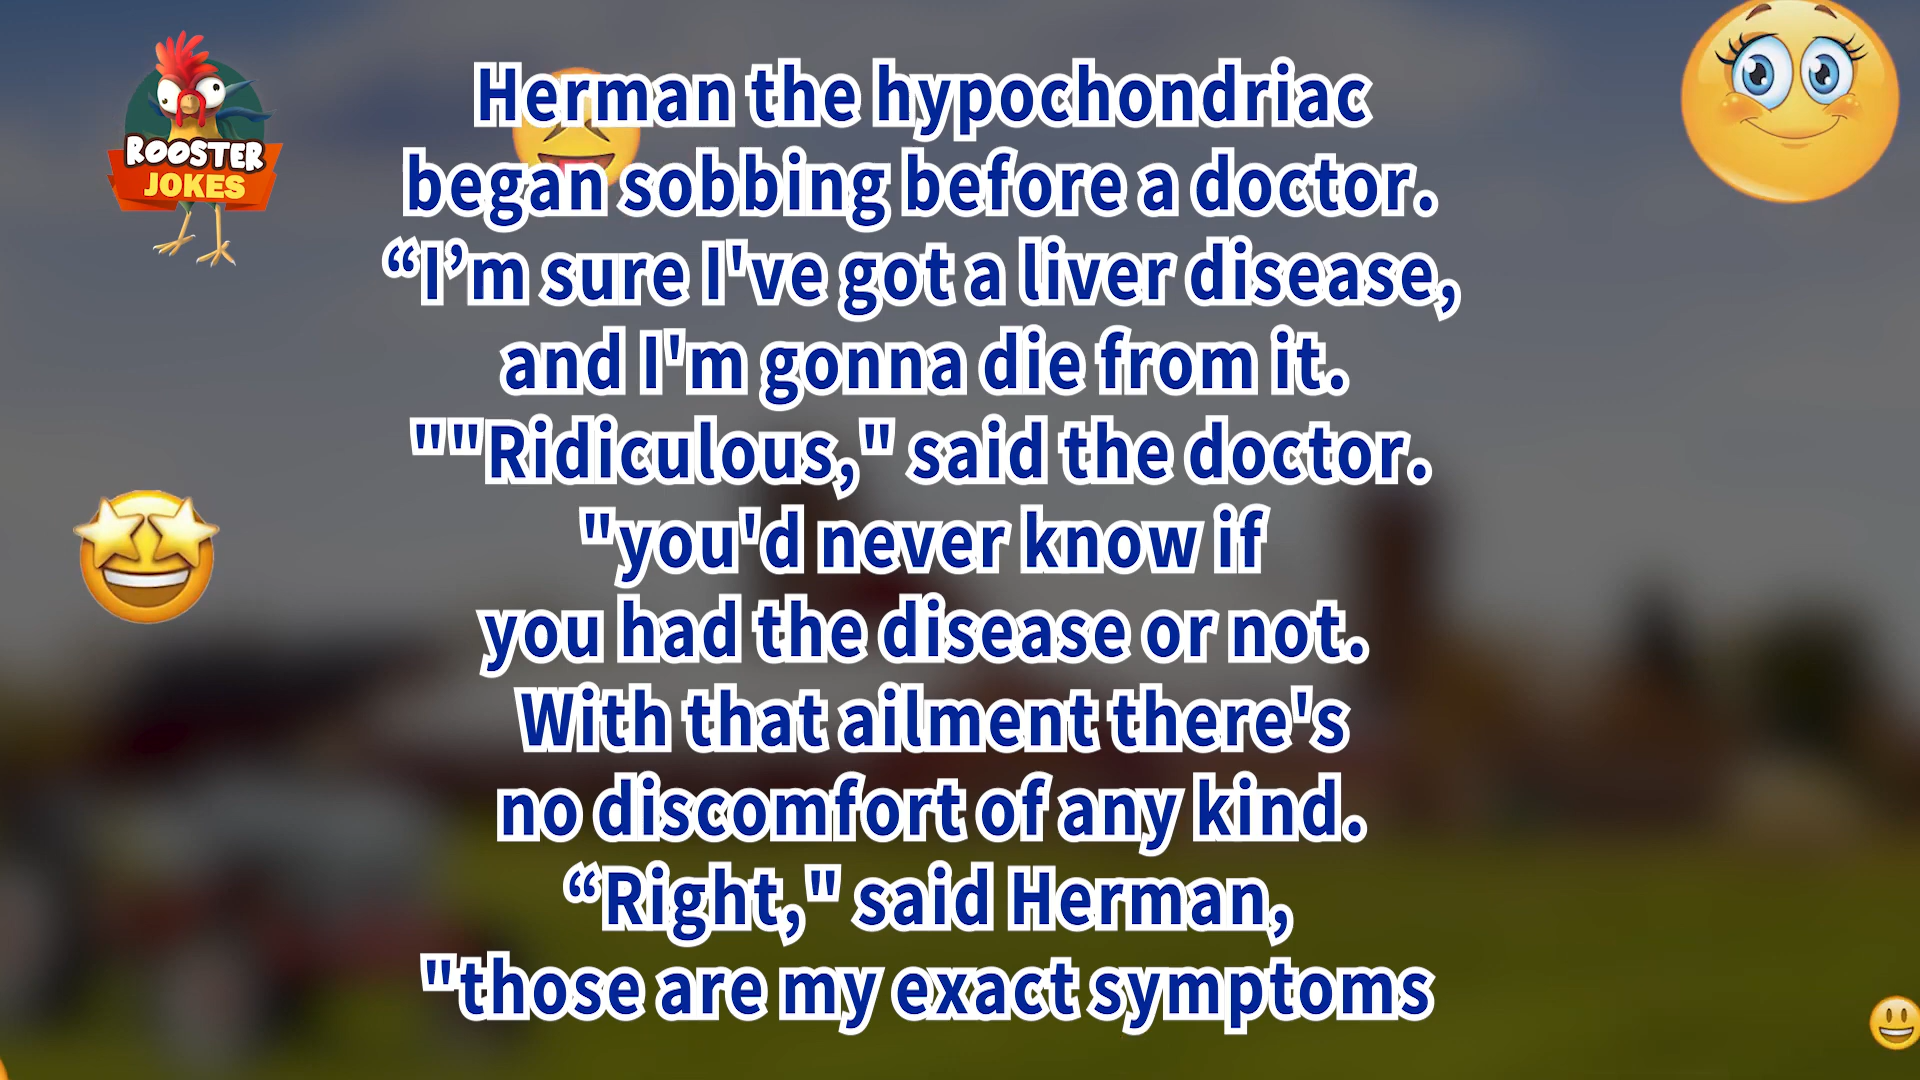 ROOSTER
JOKES
Herman the hypochondriac
began sobbing before a doctor.
“I’m sure I've got a liver disease,
and I'm gonna die from it.
""Ridiculous," said the doctor.
"you'd never know if
you had the disease or not.
With that ailment there's
no discomfort of any kind.
“Right," said Herman,
"those are my exact symptoms